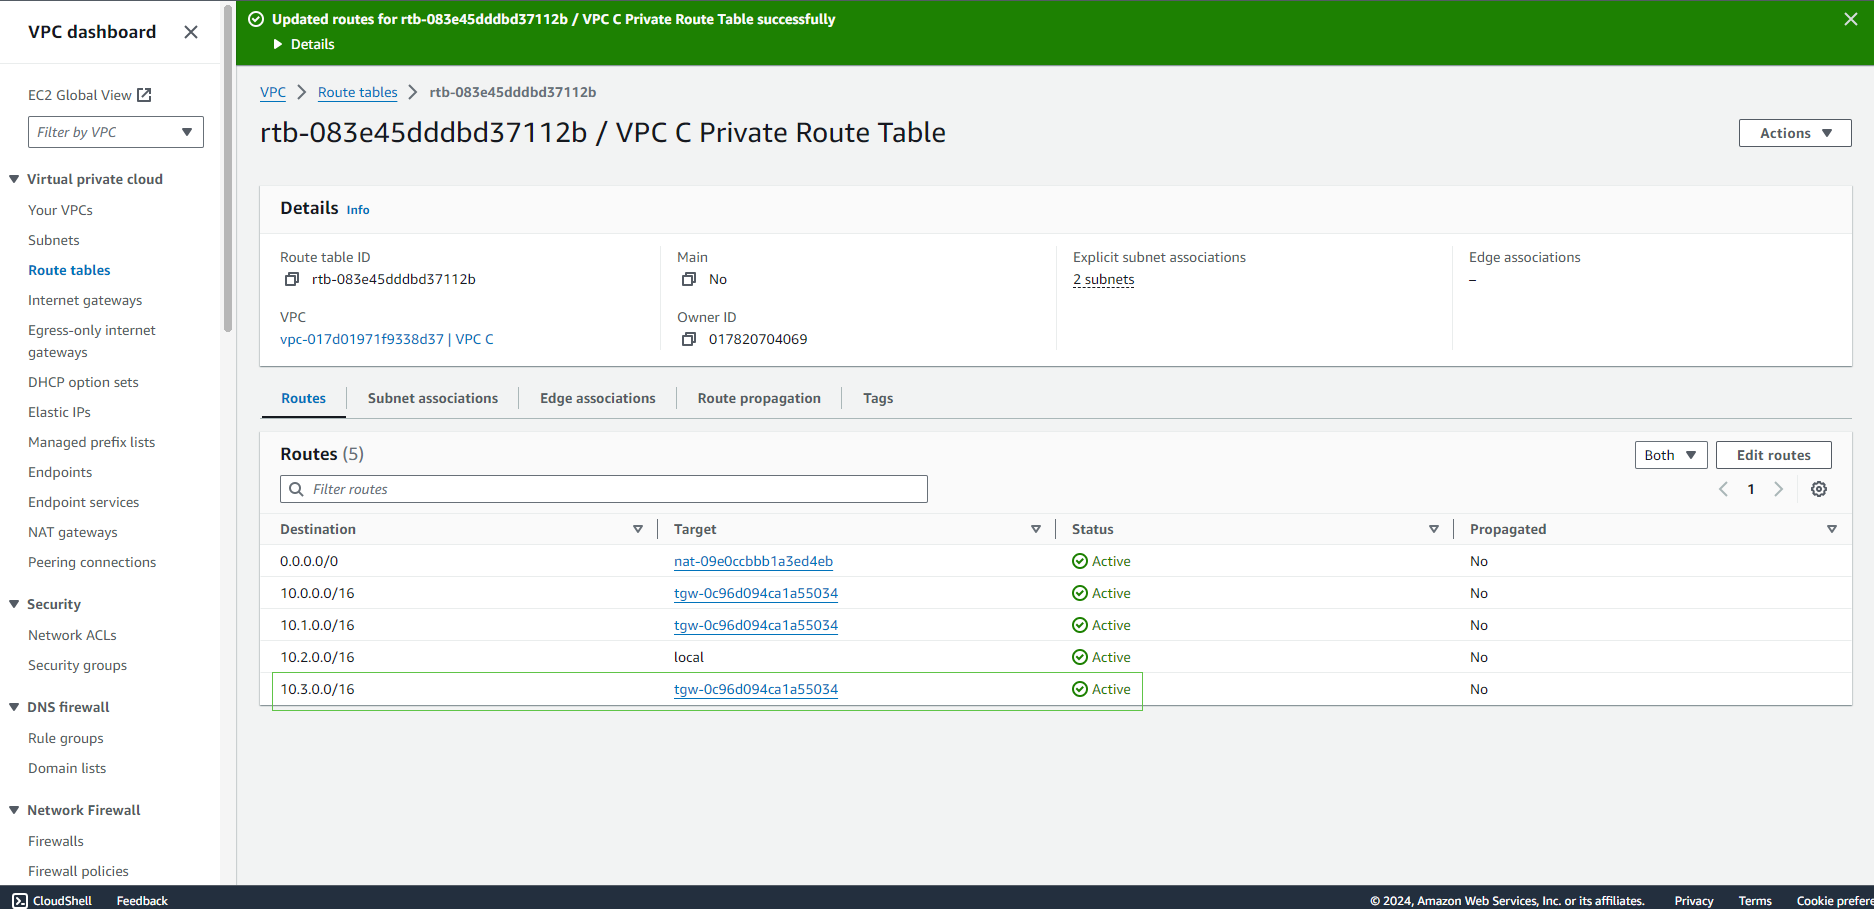 VPC dashboard
EC2 Global View
Filter by VPC
Virtual private cloud
Your VPCs
Subnets
Route tables
Internet gateways
Egress-only internet
gateways
DHCP option sets
Elastic IPs
Managed prefix lists
Endpoints
Endpoint services
NAT gateways
Peering connections
Security
Network ACLs
Security groups
DNS firewall
Rule groups
Domain lists
Network Firewall
Firewalls
Firewall policies
Updated routes for rtb-083e45dddbd37112b / VPC C Private Route Table successfully
Details
VPC Route tables rtb-083e45dddbd37112b
rtb-083e45dddbd37112b / VPC C Private Route Table
Actions
Details Info
Route table ID
rtb-083e45dddbd37112b
VPC
vpc-017d01971f9338d37 | VPC C
Main
No
Owner ID
017820704069
Explicit subnet associations
2 subnets
Edge associations
–
Routes Subnet associations Edge associations Route propagation Tags
Routes (5)
Both Edit routes
Filter routes
1
Destination Target Status Propagated
0.0.0.0/0 nat-09e0ccbbb1a3ed4eb Active No
10.0.0.0/16 tgw-0c96d094ca1a55034 Active No
10.1.0.0/16 tgw-0c96d094ca1a55034 Active No
10.2.0.0/16 local Active No
10.3.0.0/16 tgw-0c96d094ca1a55034 Active No
CloudShell Feedback © 2024, Amazon Web Services, Inc. or its affiliates. Privacy Terms Cookie prefere